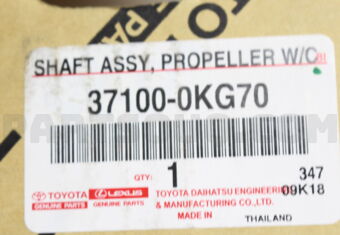 SHAFT ASSY, PROPELLER W/C
37100-0KG70
QTY:
1
347
09K18
TOYOTA
GENUINE PARTS
LEXUS
GENUINE PARTS
TOYOTA DAIHATSU ENGINEERING
& MANUFACTURING CO.,LTD.
MADE IN
THAILAND